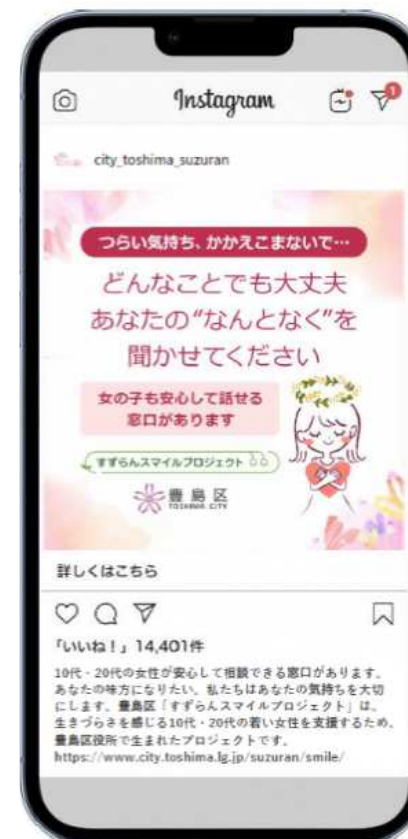 Instagram
1
city_toshima_suzuran
つらい気持ち、かかえこまないで…
どんなことでも大丈夫
あなたの"なんとなく"を
聞かせてください
女の子も安心して話せる
窓口があります
すずらんスマイルプロジェクト
豊島区
TOSHIMA CITY
詳しくはこちら
「いいね！」14,401件
10代・20代の女性が安心して相談できる窓口があります。
あなたの味方になりたい。私たちはあなたの気持ちを大切
にします。豊島区「すずらんスマイルプロジェクト」は、
生きづらさを感じる10代・20代の若い女性を支援するため、
豊島区役所で生まれたプロジェクトです。
https://www.city.toshima.lg.jp/suzuran/smile/